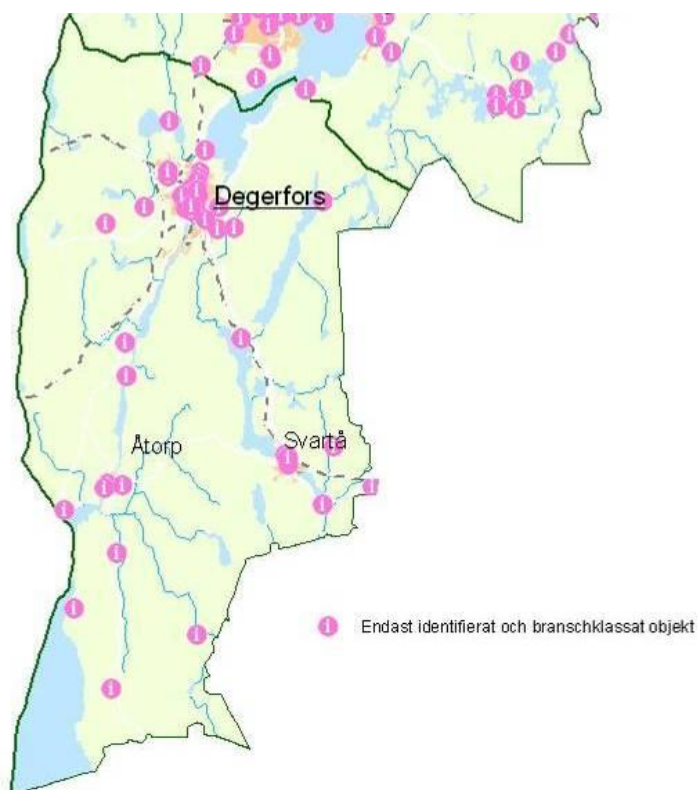 Degerfors
Åtorp
Svartå
Endast identifierat och branschklassat objekt